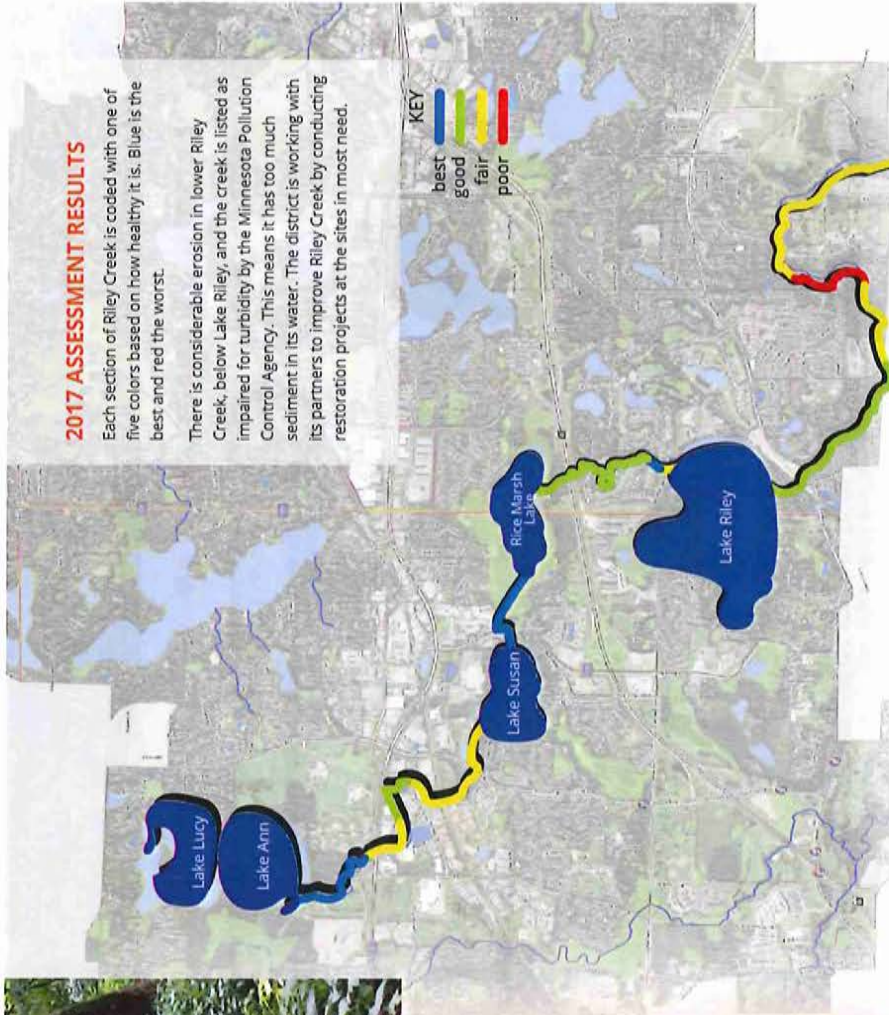 2017 ASSESSMENT RESULTS
Each section of Riley Creek is coded with one of
five colors based on how healthy it is. Blue is the
best and red the worst.
There is considerable erosion in lower Riley
Creek, below Lake Riley, and the creek is listed as
impaired for turbidity by the Minnesota Pollution
Control Agency. This means it has too much
sediment in its water. The district is working with
its partners to improve Riley Creek by conducting
restoration projects at the sites in most need.
KEY
best
good
fair
poor
Lake Lucy
Lake Ann
Lake Susan
Rice Marsh
Lake
Lake Riley